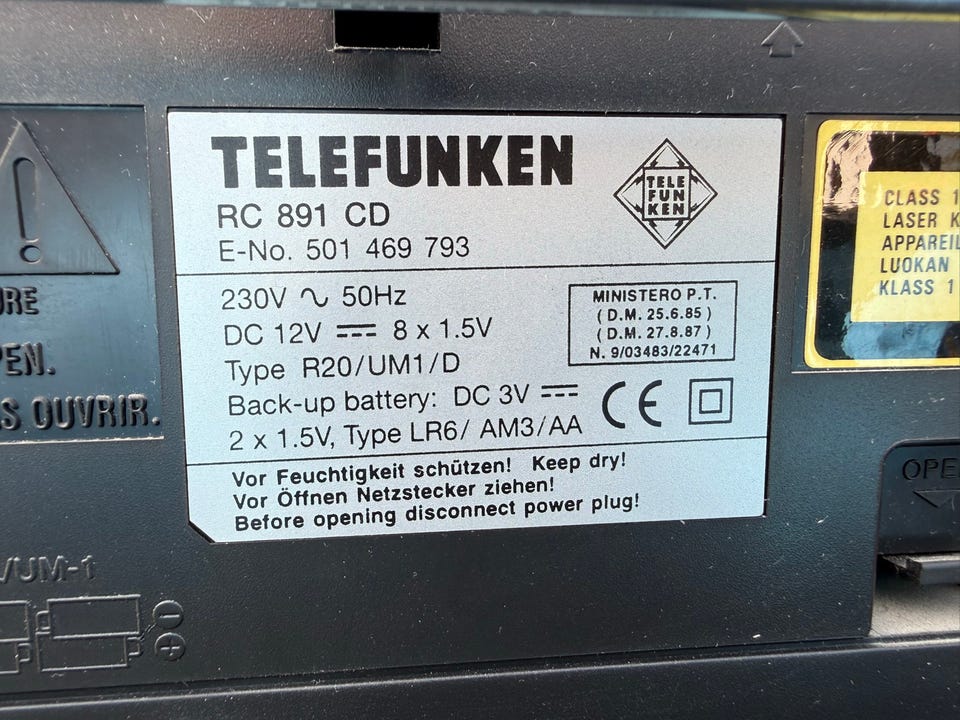 TELEFUNKEN
RC 891 CD
E-No. 501 469 793
TELE
FUN
KEN
230V ∿ 50Hz
DC 12V ⎓ 8 x 1.5V
Type R20/UM1/D
Back-up battery: DC 3V ⎓
2 x 1.5V, Type LR6/ AM3/AA
MINISTERO P.T.
( D.M. 25.6.85 )
( D.M. 27.8.87 )
N. 9/03483/22471
CE
Vor Feuchtigkeit schützen! Keep dry!
Vor Öffnen Netzstecker ziehen!
Before opening disconnect power plug!
CLASS 1
LASER K
APPAREIL
LUOKAN
KLASS 1
!
URE
PEN.
S OUVRIR.
/UM-1
OPE